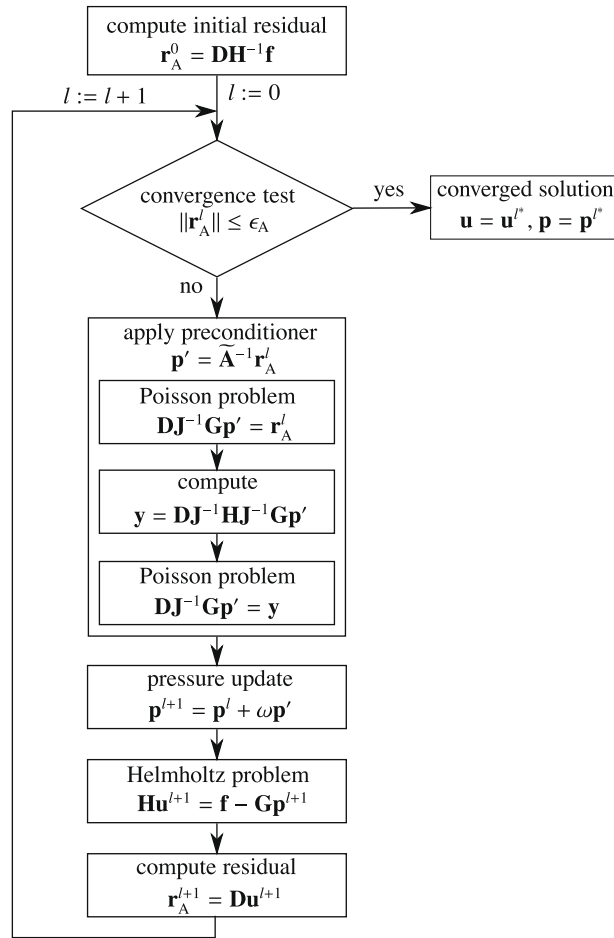 compute initial residual
r_A^0 = DH^{-1}f
l := l + 1
l := 0
convergence test
‖r_A^l‖ ≤ ϵ_A
yes
converged solution
u = u^{l*}, p = p^{l*}
no
apply preconditioner
p′ = Ã^{-1}r_A^l
Poisson problem
DJ^{-1}Gp′ = r_A^l
compute
y = DJ^{-1}HJ^{-1}Gp′
Poisson problem
DJ^{-1}Gp′ = y
pressure update
p^{l+1} = p^l + ωp′
Helmholtz problem
Hu^{l+1} = f − Gp^{l+1}
compute residual
r_A^{l+1} = Du^{l+1}